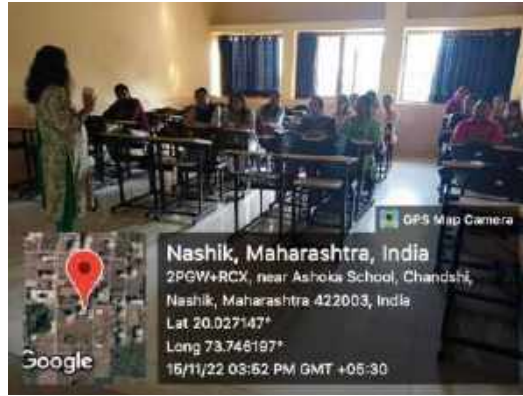 GPS Map Camera
Nashik, Maharashtra, India
2PGW+RCX, near Ashoka School, Chandshi,
Nashik, Maharashtra 422003, India
Lat 20.027147°
Long 73.746197°
15/11/22 03:52 PM GMT +05:30
Google